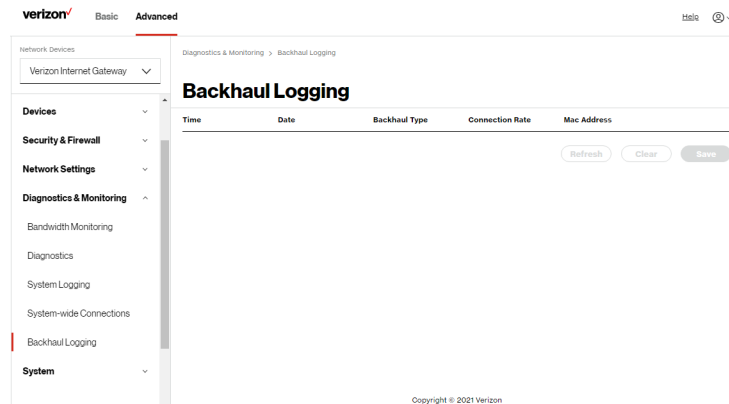 verizon✓ Basic Advanced Help
Network Devices
Verizon Internet Gateway
Devices
Security & Firewall
Network Settings
Diagnostics & Monitoring
Bandwidth Monitoring
Diagnostics
System Logging
System-wide Connections
Backhaul Logging
System
Diagnostics & Monitoring > Backhaul Logging
Backhaul Logging
Time Date Backhaul Type Connection Rate Mac Address
Refresh Clear Save
Copyright © 2021 Verizon